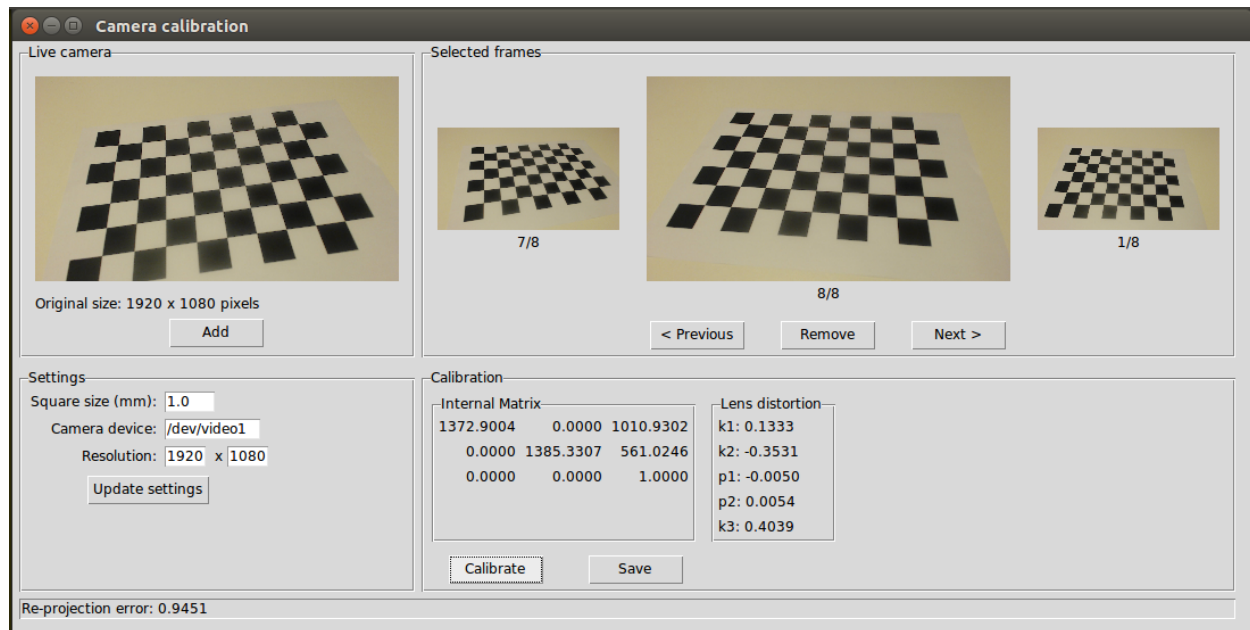 Camera calibration
Live camera
Original size: 1920 x 1080 pixels
Add
Selected frames
7/8
8/8
1/8
< Previous Remove Next >
Settings
Square size (mm): 1.0
Camera device: /dev/video1
Resolution: 1920 x 1080
Update settings
Calibration
Internal Matrix
1372.9004 0.0000 1010.9302
0.0000 1385.3307 561.0246
0.0000 0.0000 1.0000
Lens distortion
k1: 0.1333
k2: -0.3531
p1: -0.0050
p2: 0.0054
k3: 0.4039
Calibrate Save
Re-projection error: 0.9451